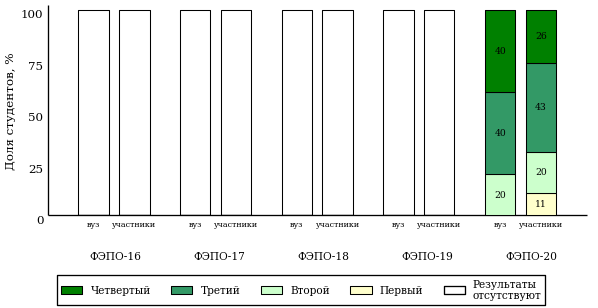 Доля студентов, %
100
75
50
25
0
40
40
20
26
43
20
11
вуз участники вуз участники вуз участники вуз участники вуз участники
ФЭПО-16 ФЭПО-17 ФЭПО-18 ФЭПО-19 ФЭПО-20
Четвертый Третий Второй Первый Результаты
отсутствуют